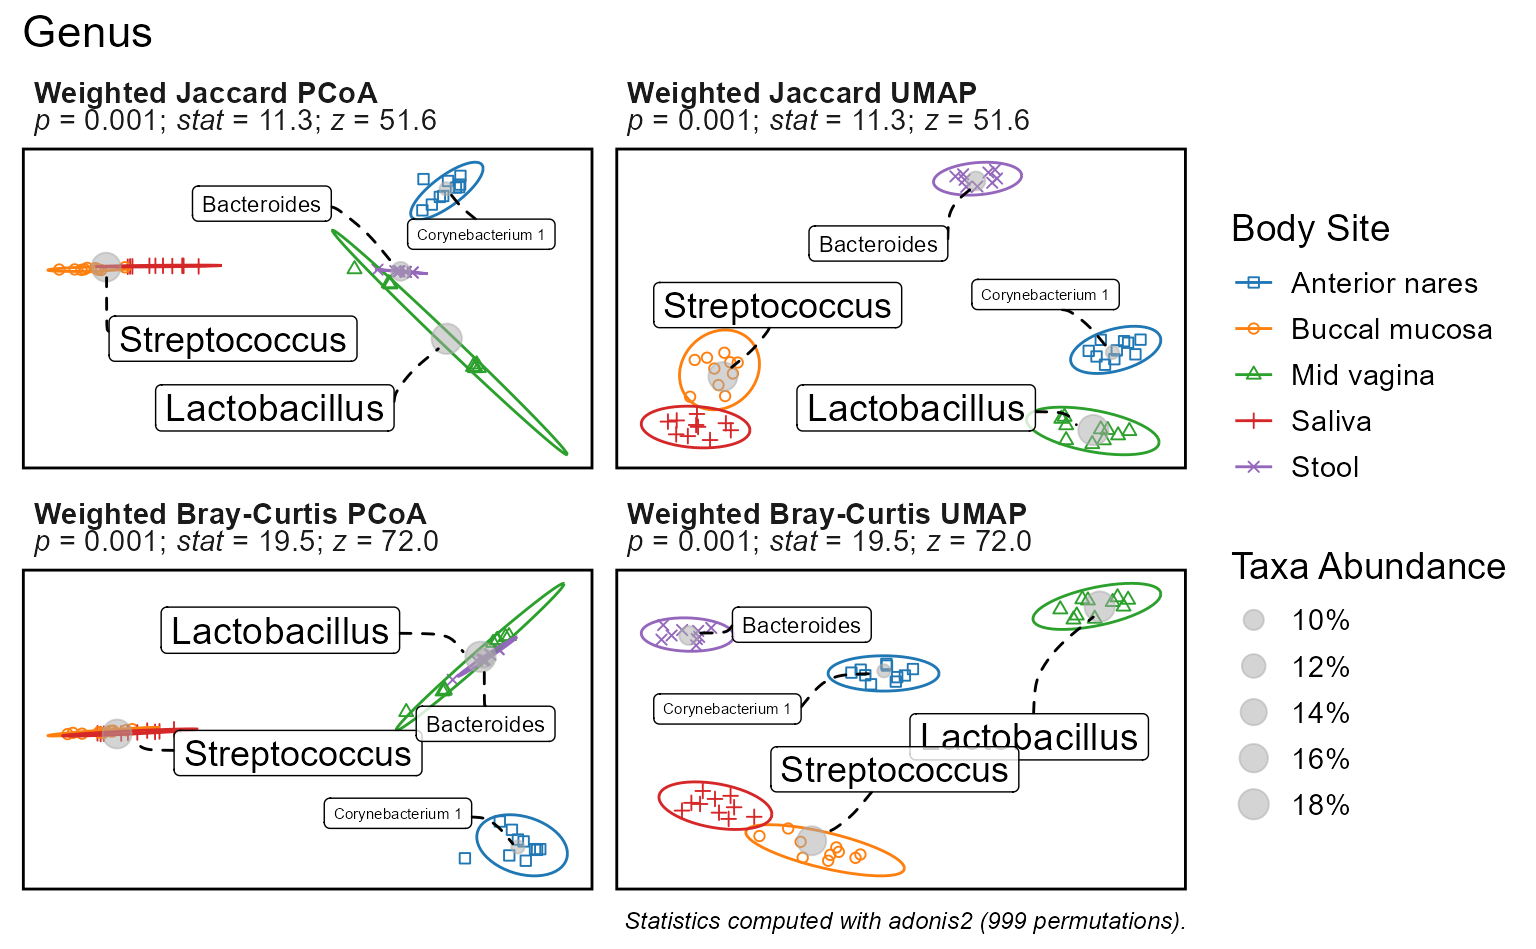 Genus
Weighted Jaccard PCoA
p = 0.001; stat = 11.3; z = 51.6
Bacteroides
Corynebacterium 1
Streptococcus
Lactobacillus
Weighted Jaccard UMAP
p = 0.001; stat = 11.3; z = 51.6
Bacteroides
Corynebacterium 1
Streptococcus
Lactobacillus
Weighted Bray-Curtis PCoA
p = 0.001; stat = 19.5; z = 72.0
Lactobacillus
Bacteroides
Streptococcus
Corynebacterium 1
Weighted Bray-Curtis UMAP
p = 0.001; stat = 19.5; z = 72.0
Bacteroides
Corynebacterium 1
Lactobacillus
Streptococcus
Body Site
Anterior nares
Buccal mucosa
Mid vagina
Saliva
Stool
Taxa Abundance
10%
12%
14%
16%
18%
Statistics computed with adonis2 (999 permutations).